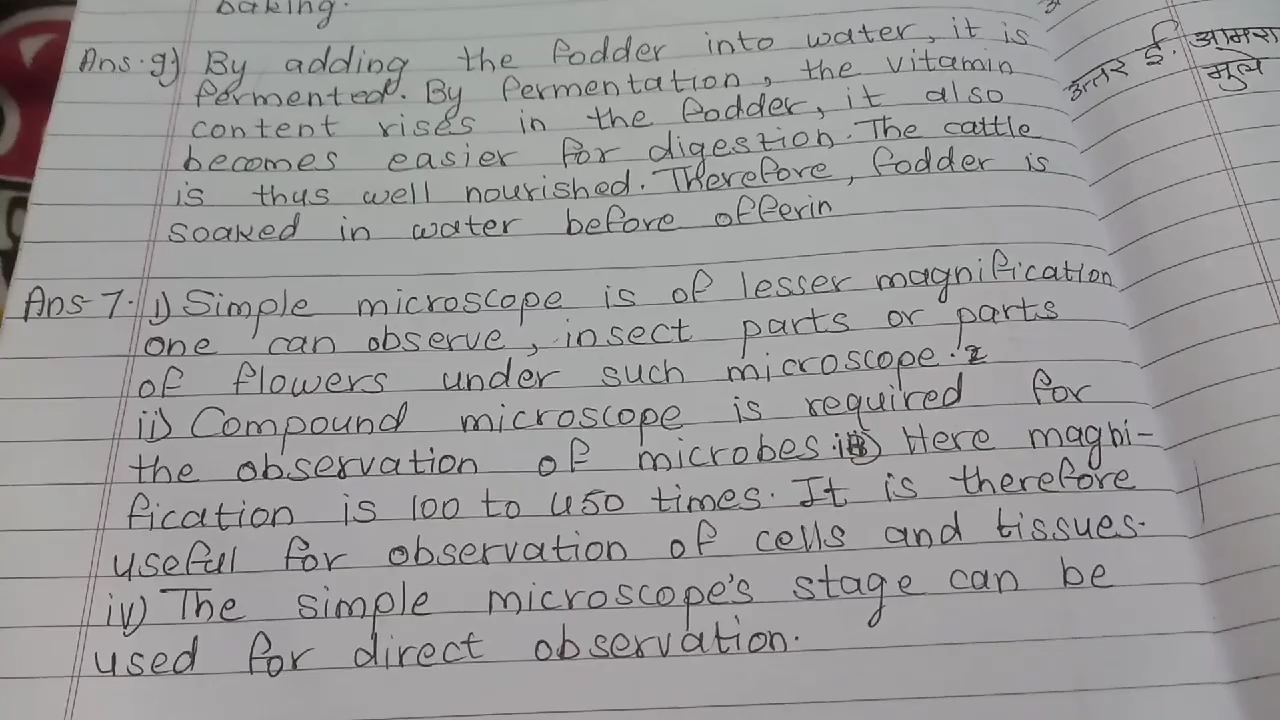 baking.
Ans.g) By adding the fodder into water, it is
fermented. By fermentation, the vitamin
content rises in the fodder, it also
becomes easier for digestion. The cattle
is thus well nourished. Therefore, fodder is
soaked in water before offerin
Ans-7. i) Simple microscope is of lesser magnification
one can observe, insect parts or parts
of flowers under such microscope.
ii) Compound microscope is required for
the observation of microbes. iii) Here magni-
fication is 100 to 450 times. It is therefore
useful for observation of cells and tissues.
iv) The simple microscope's stage can be
used for direct observation.
उत्तर ई.